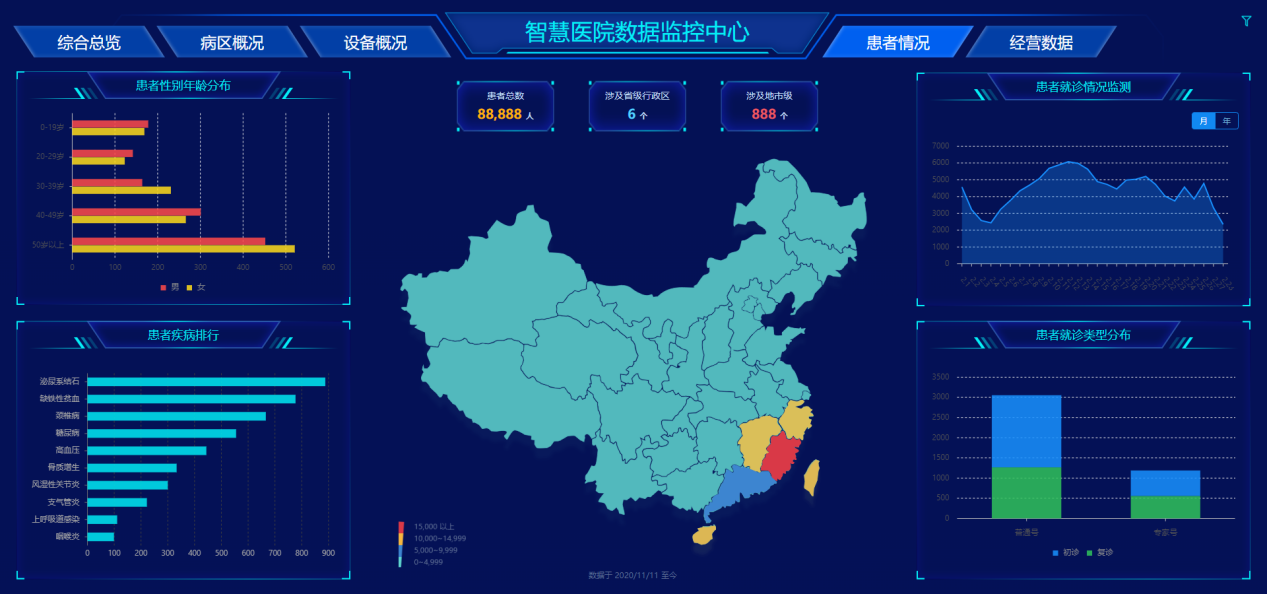 智慧医院数据监控中心
综合总览
病区概况
设备概况
患者情况
经营数据
患者性别年龄分布
0-19岁
20-29岁
30-39岁
40-49岁
50岁以上
0 100 200 300 400 500 600
男 女
患者总数
88,888 人
涉及省级行政区
6 个
涉及地市级
888 个
患者就诊情况监测
月 年
7000
6000
5000
4000
3000
2000
1000
0
患者疾病排行
泌尿系结石
缺铁性贫血
颈椎病
糖尿病
高血压
骨质增生
风湿性关节炎
支气管炎
上呼吸道感染
咽喉炎
0 100 200 300 400 500 600 700 800 900
15,000 以上
10,000~14,999
5,000~9,999
0~4,999
数据于 2020/11/11 至今
患者就诊类型分布
3500
3000
2500
2000
1500
1000
500
0
普通号 专家号
初诊 复诊